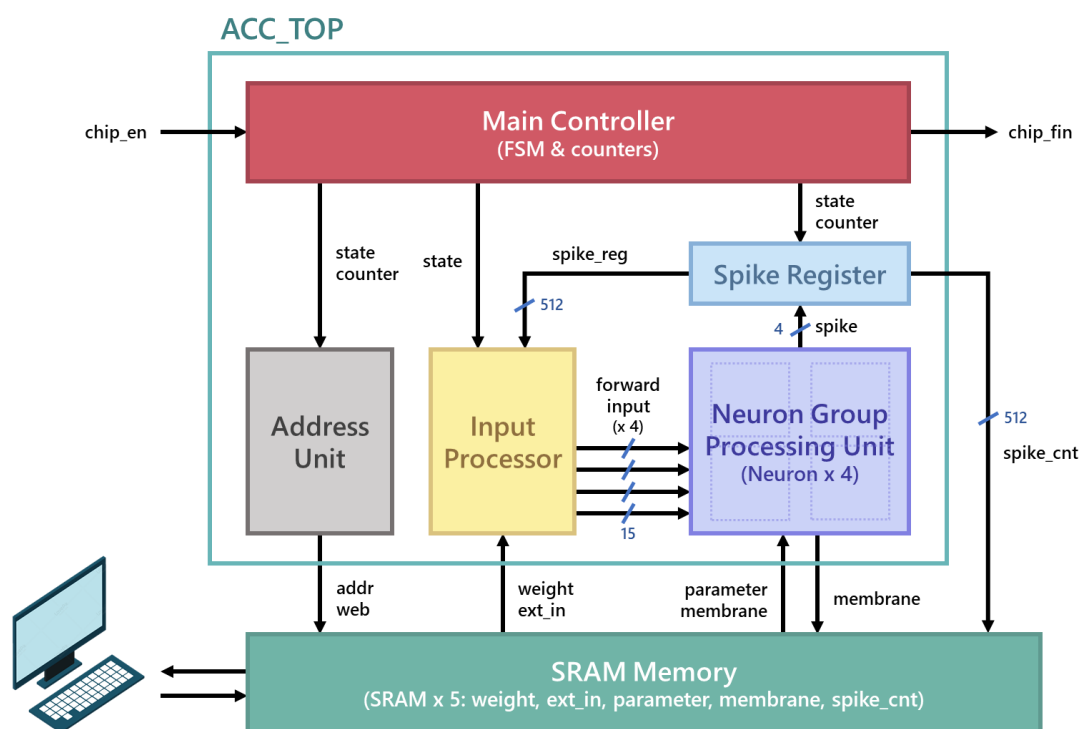 ACC_TOP
Main Controller
(FSM & counters)
chip_en
chip_fin
state
counter
state
state
counter
spike_reg
Spike Register
512
4
spike
Address
Unit
Input
Processor
forward
input
(x 4)
15
Neuron Group
Processing Unit
(Neuron x 4)
512
spike_cnt
addr
web
weight
ext_in
parameter
membrane
membrane
SRAM Memory
(SRAM x 5: weight, ext_in, parameter, membrane, spike_cnt)